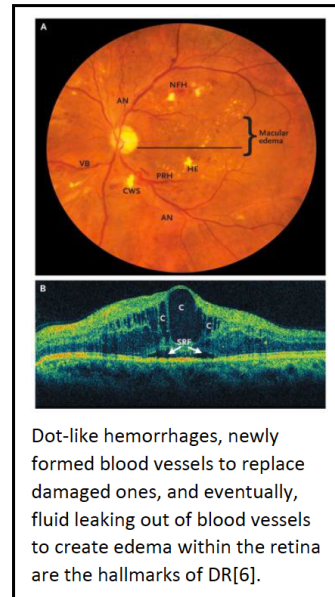 A
NFH
AN
Macular
edema
VB
HE
PRH
CWS
AN
B
C
C
C
SRF
Dot-like hemorrhages, newly
formed blood vessels to replace
damaged ones, and eventually,
fluid leaking out of blood vessels
to create edema within the retina
are the hallmarks of DR[6].